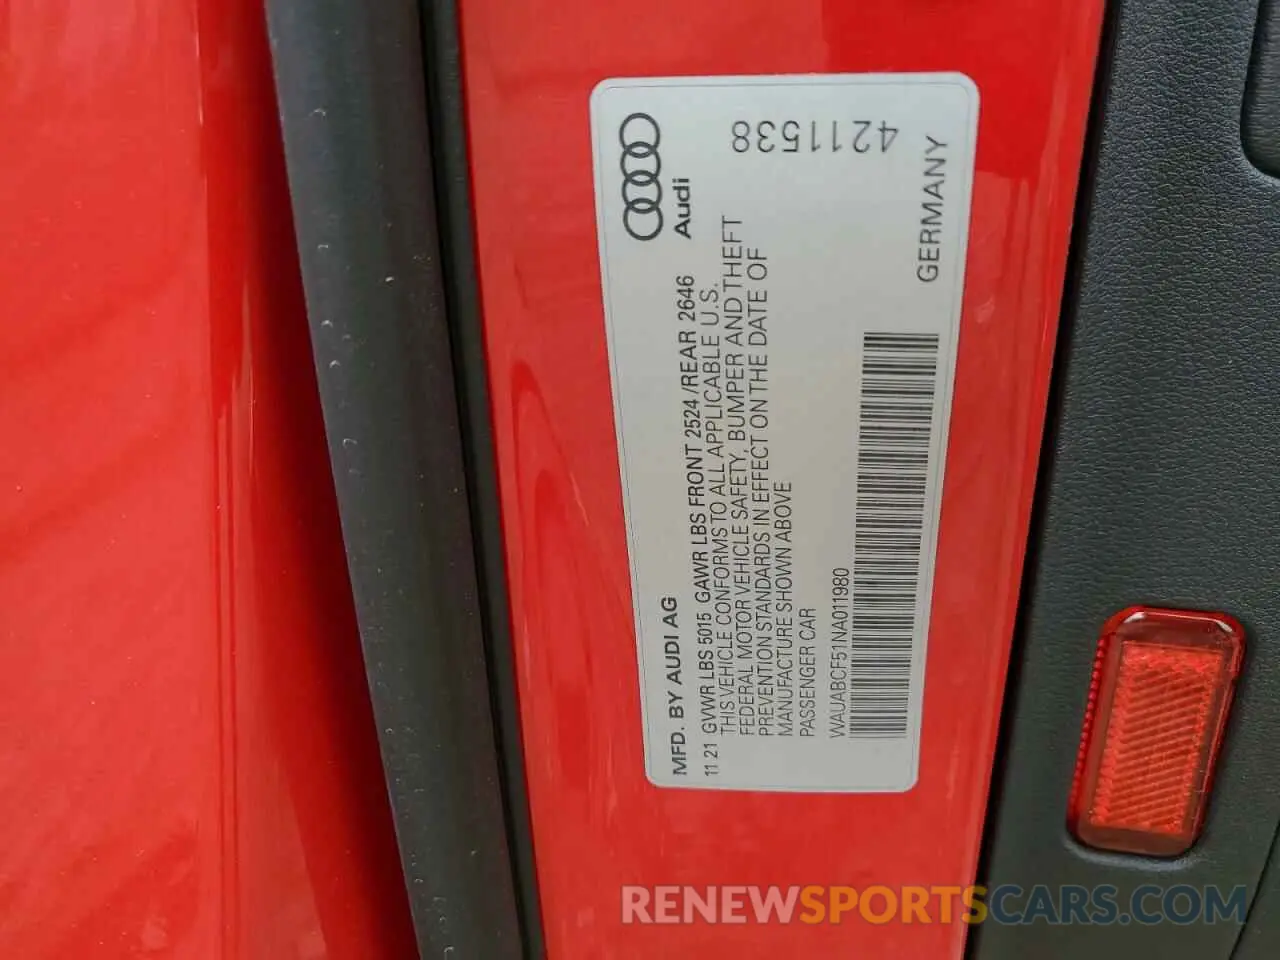 MFD. BY AUDI AG
Audi
11 21 GVWR LBS 5015 GAWR LBS FRONT 2524 /REAR 2646
THIS VEHICLE CONFORMS TO ALL APPLICABLE U.S.
FEDERAL MOTOR VEHICLE SAFETY, BUMPER AND THEFT
PREVENTION STANDARDS IN EFFECT ON THE DATE OF
MANUFACTURE SHOWN ABOVE
PASSENGER CAR
WAUABCF51NA011980
4211538
GERMANY
RENEWSPORTSCARS.COM